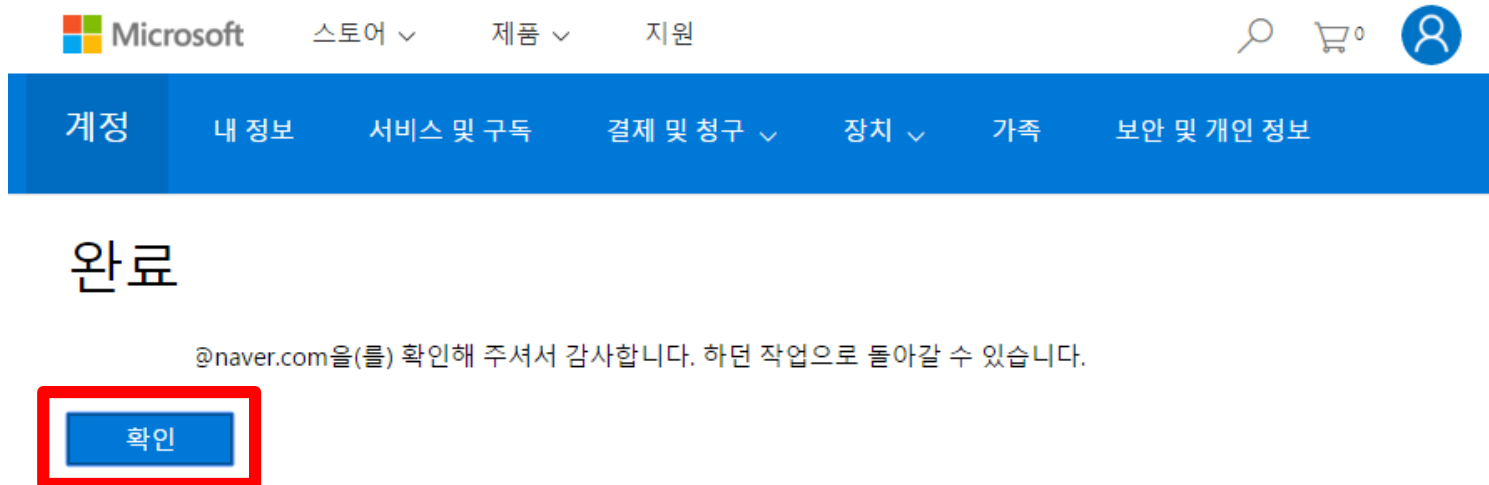 Microsoft 스토어 제품 지원 0
계정 내 정보 서비스 및 구독 결제 및 청구 장치 가족 보안 및 개인 정보
완료
@naver.com을(를) 확인해 주셔서 감사합니다. 하던 작업으로 돌아갈 수 있습니다.
확인